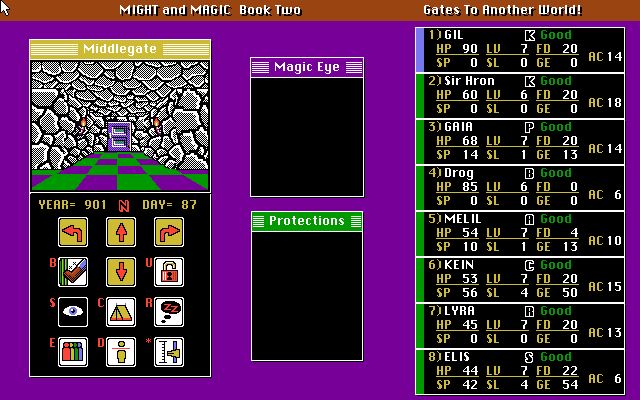 MIGHT and MAGIC Book Two
Gates To Another World!
Middlegate
YEAR= 901 N DAY= 87
B
U
S
C
R
E
D
*
Magic Eye
Protections
1) GIL K Good
HP 90 LV 7 FD 20
SP 0 SL 0 GE 0
AC 14
2) Sir Hron K Good
HP 60 LV 6 FD 20
SP 0 SL 0 GE 0
AC 18
3) GAIA P Good
HP 68 LV 7 FD 20
SP 14 SL 1 GE 13
AC 14
4) Drog B Good
HP 85 LV 6 FD 0
SP 0 SL 0 GE 0
AC 6
5) MELIL A Good
HP 54 LV 7 FD 4
SP 10 SL 1 GE 13
AC 10
6) KEIN C Good
HP 53 LV 7 FD 20
SP 56 SL 4 GE 50
AC 15
7) LYRA R Good
HP 45 LV 7 FD 20
SP 0 SL 0 GE 0
AC 13
8) ELIS S Good
HP 44 LV 7 FD 22
SP 42 SL 4 GE 54
AC 6